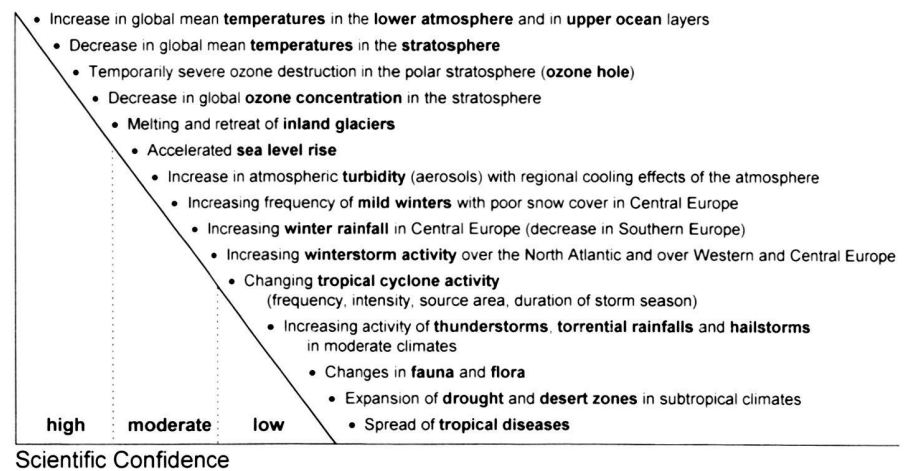 • Increase in global mean temperatures in the lower atmosphere and in upper ocean layers
• Decrease in global mean temperatures in the stratosphere
• Temporarily severe ozone destruction in the polar stratosphere (ozone hole)
• Decrease in global ozone concentration in the stratosphere
• Melting and retreat of inland glaciers
• Accelerated sea level rise
• Increase in atmospheric turbidity (aerosols) with regional cooling effects of the atmosphere
• Increasing frequency of mild winters with poor snow cover in Central Europe
• Increasing winter rainfall in Central Europe (decrease in Southern Europe)
• Increasing winterstorm activity over the North Atlantic and over Western and Central Europe
• Changing tropical cyclone activity
(frequency, intensity, source area, duration of storm season)
• Increasing activity of thunderstorms, torrential rainfalls and hailstorms
in moderate climates
• Changes in fauna and flora
• Expansion of drought and desert zones in subtropical climates
• Spread of tropical diseases
high moderate low
Scientific Confidence